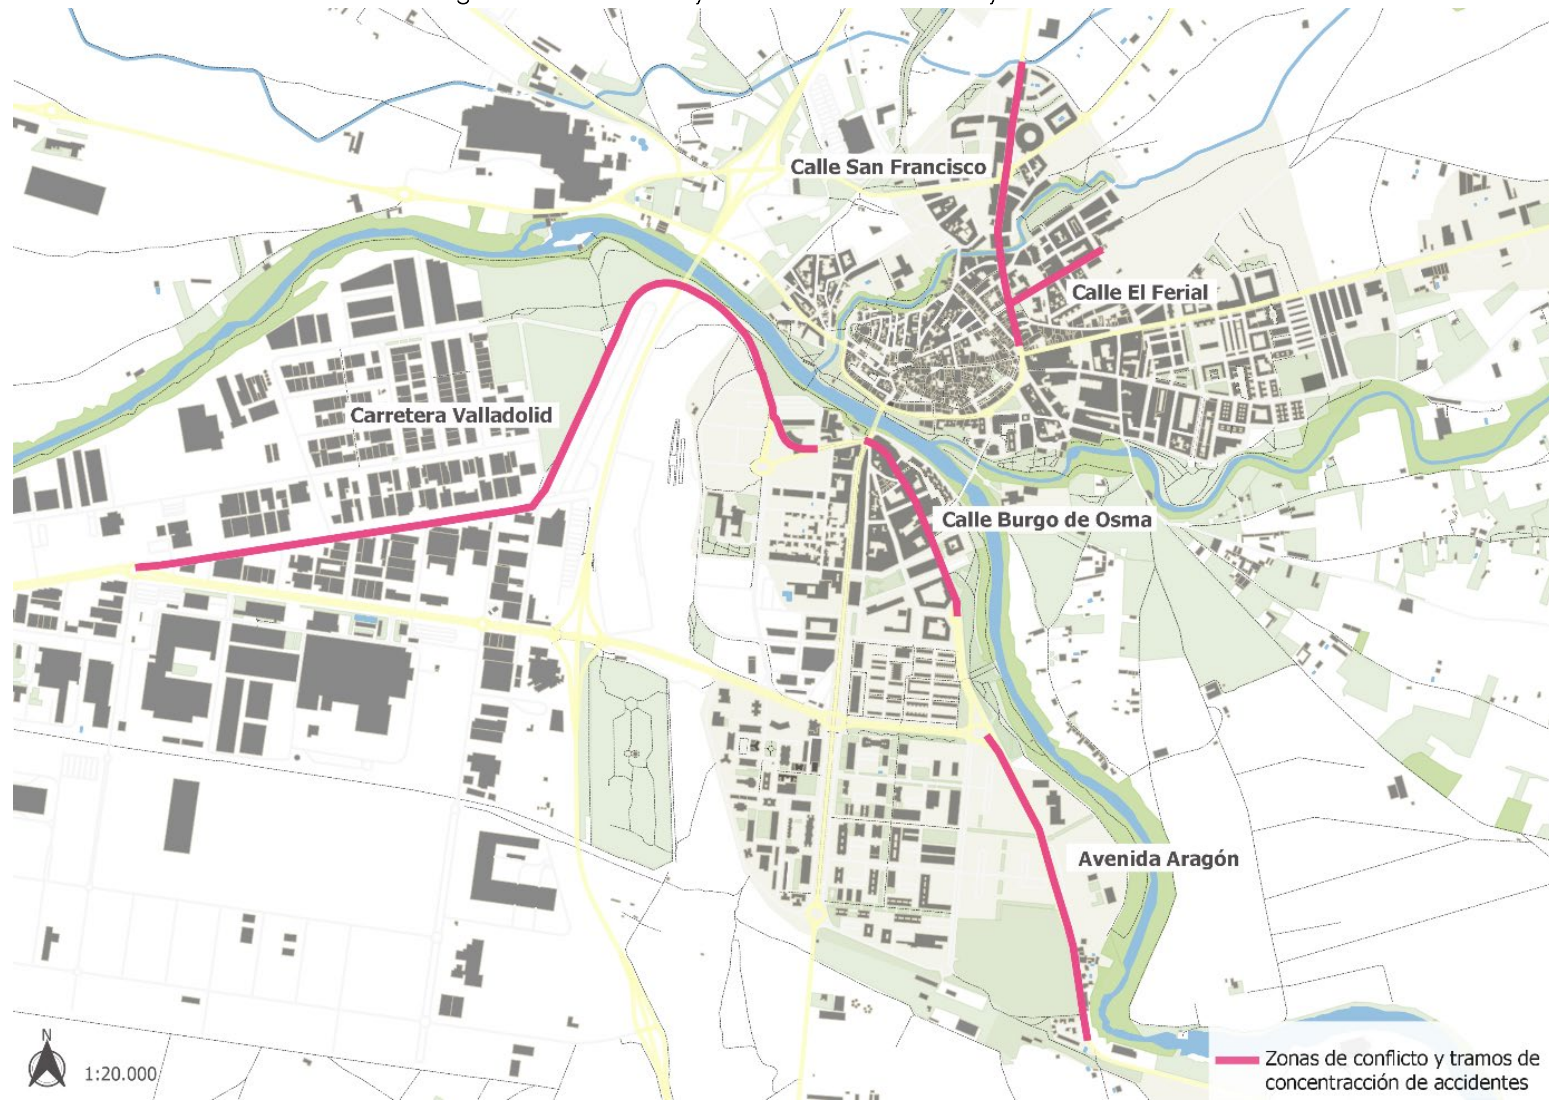 Calle San Francisco
Calle El Ferial
Carretera Valladolid
Calle Burgo de Osma
Avenida Aragón
N
1:20.000
Zonas de conflicto y tramos de
concentracción de accidentes